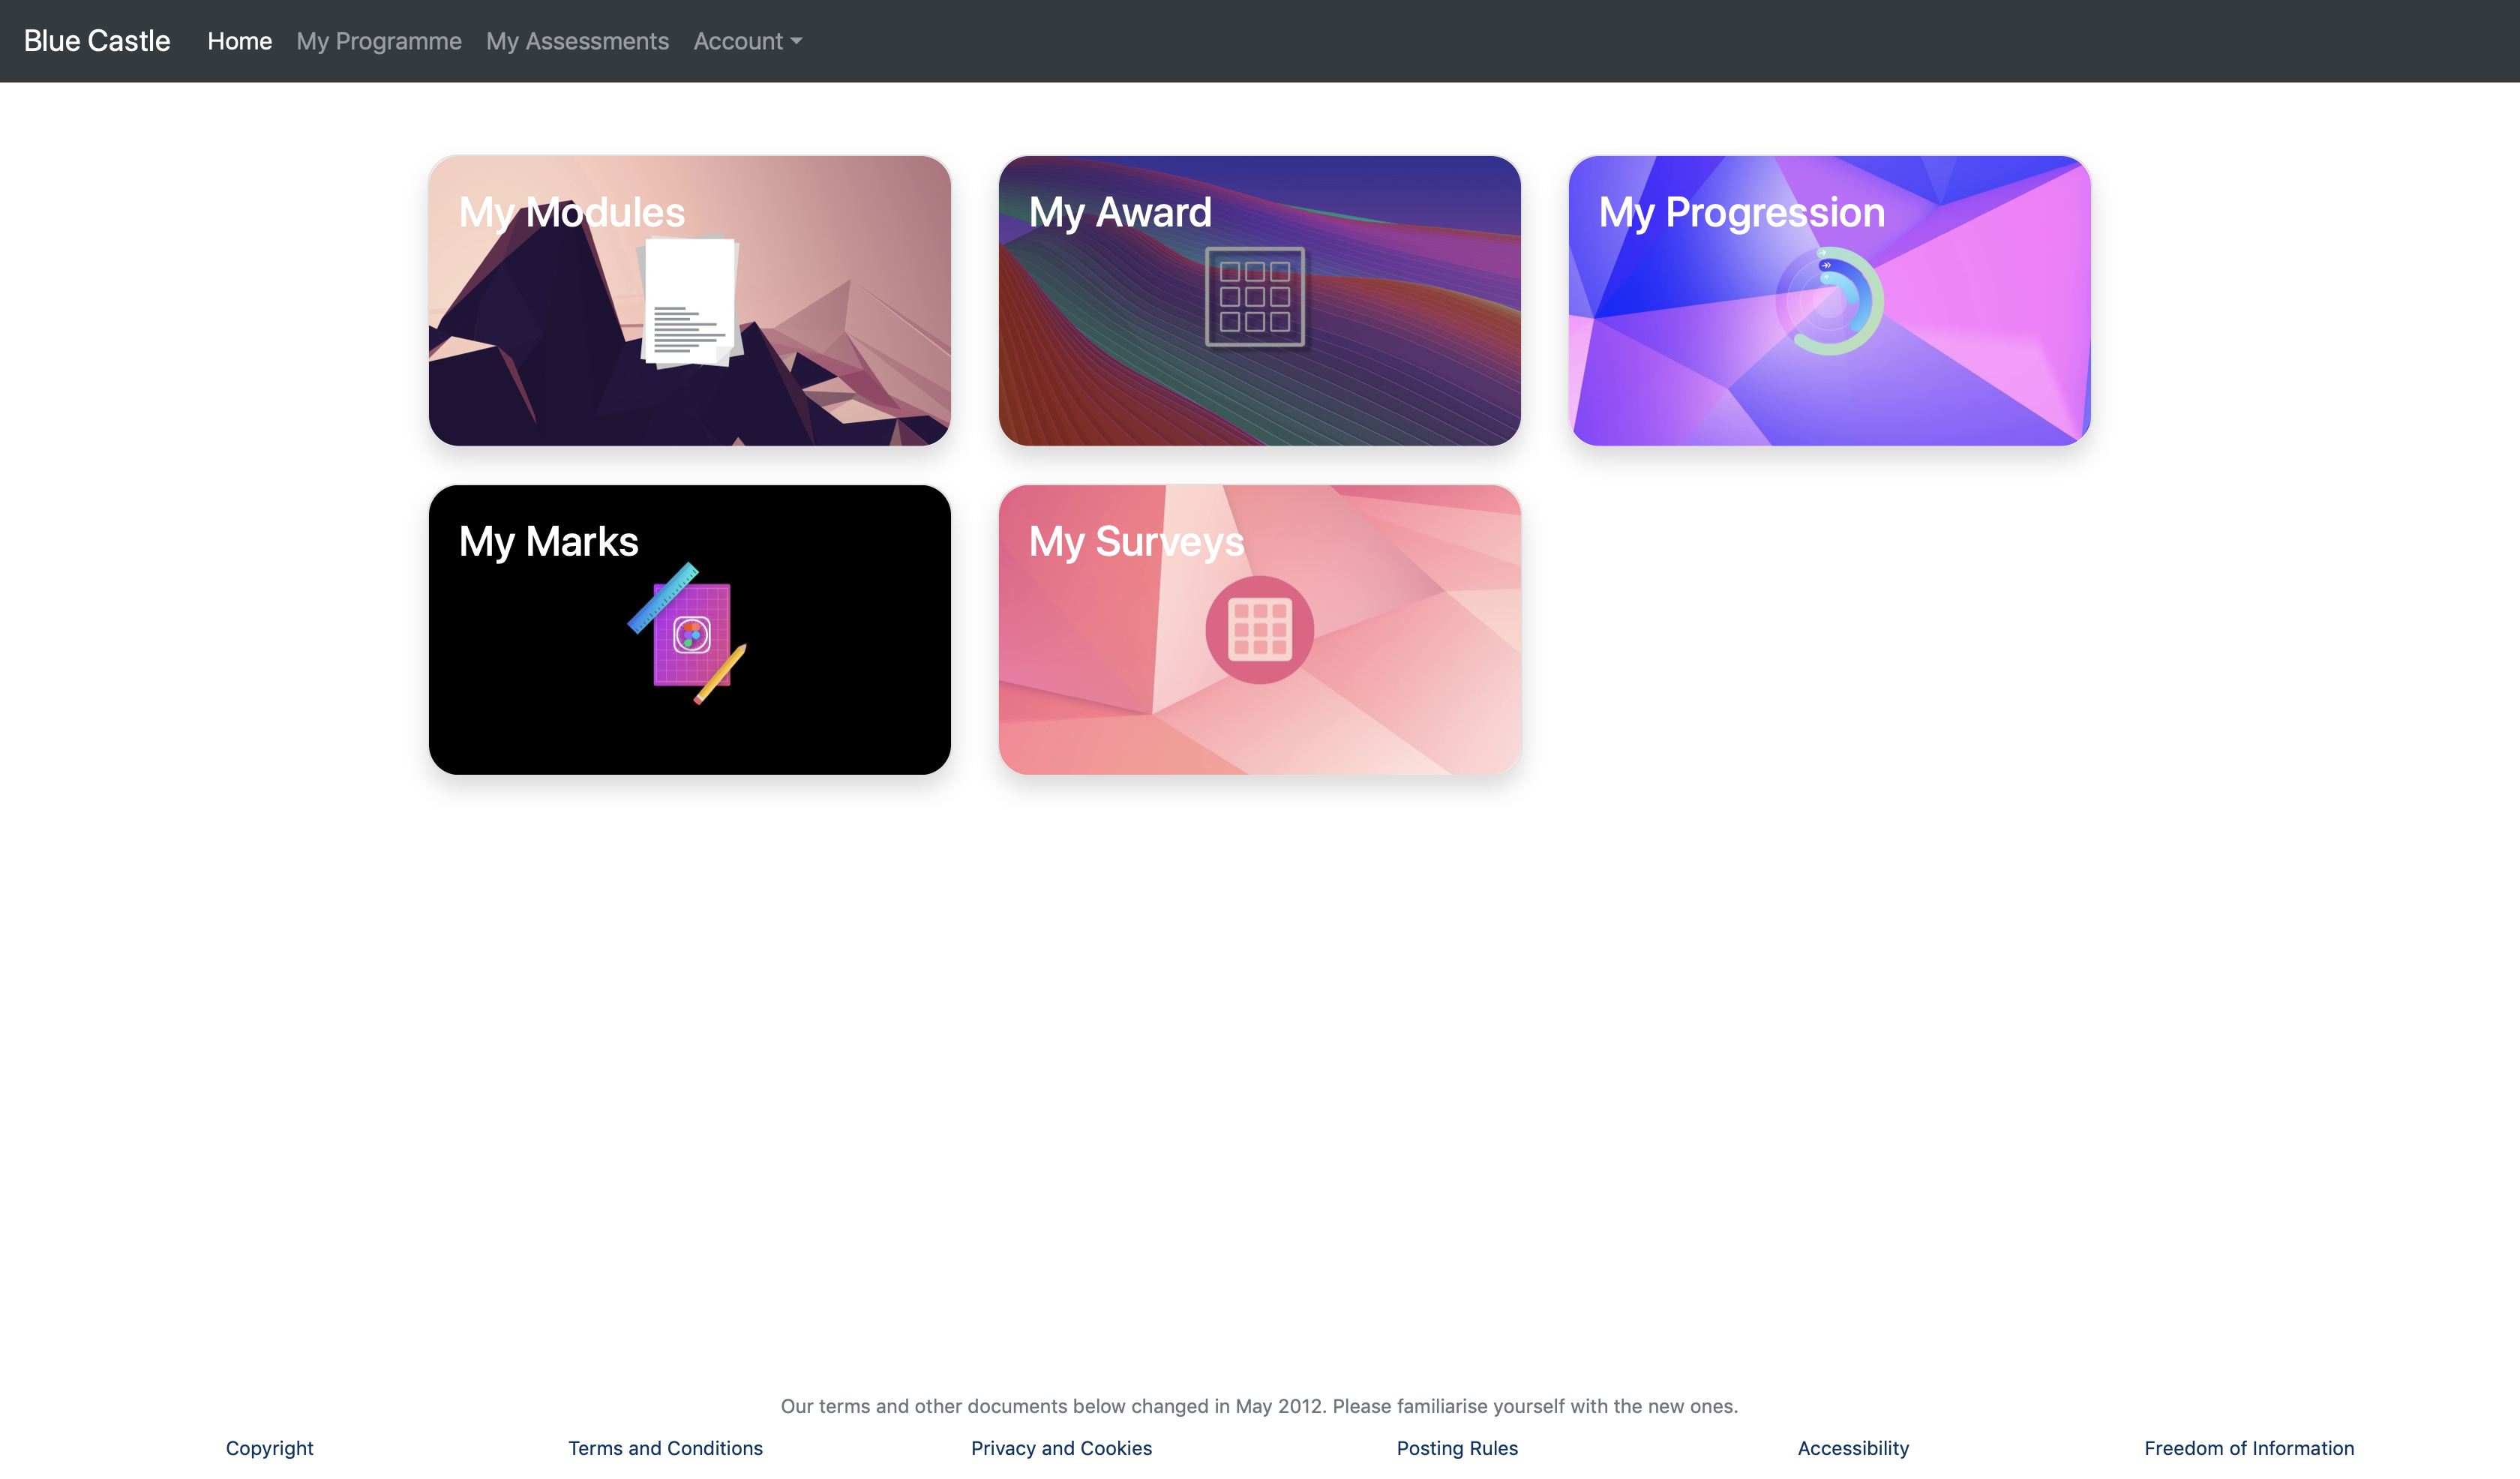 Blue Castle Home My Programme My Assessments Account
My Modules
My Award
My Progression
My Marks
My Surveys
Our terms and other documents below changed in May 2012. Please familiarise yourself with the new ones.
Copyright Terms and Conditions Privacy and Cookies Posting Rules Accessibility Freedom of Information